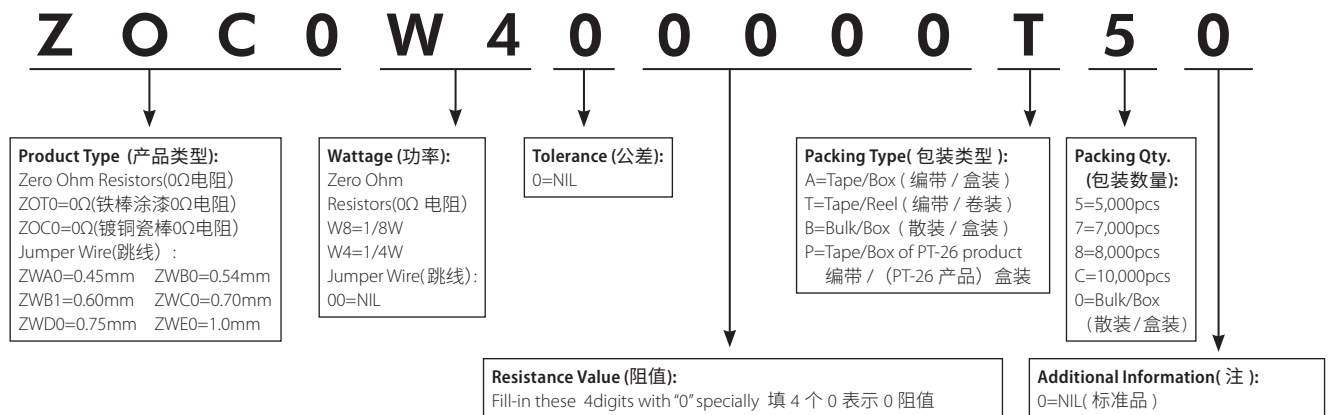 Z O C 0 W 4 0 0 0 0 0 T 5 0
Product Type (产品类型):
Zero Ohm Resistors(0Ω电阻)
ZOT0=0Ω(铁棒涂漆0Ω电阻)
ZOC0=0Ω(镀铜瓷棒0Ω电阻)
Jumper Wire(跳线）:
ZWA0=0.45mm ZWB0=0.54mm
ZWB1=0.60mm ZWC0=0.70mm
ZWD0=0.75mm ZWE0=1.0mm
Wattage (功率):
Zero Ohm
Resistors(0Ω 电阻)
W8=1/8W
W4=1/4W
Jumper Wire(跳线):
00=NIL
Tolerance (公差):
0=NIL
Packing Type( 包装类型 ):
A=Tape/Box ( 编带 / 盒装 )
T=Tape/Reel ( 编带 / 卷装 )
B=Bulk/Box ( 散装 / 盒装 )
P=Tape/Box of PT-26 product
编带 /（PT-26 产品）盒装
Packing Qty.
(包装数量):
5=5,000pcs
7=7,000pcs
8=8,000pcs
C=10,000pcs
0=Bulk/Box
（散装 / 盒装）
Resistance Value (阻值):
Fill-in these 4digits with “0” specially 填 4 个 0 表示 0 阻值
Additional Information( 注 ):
0=NIL( 标准品 )